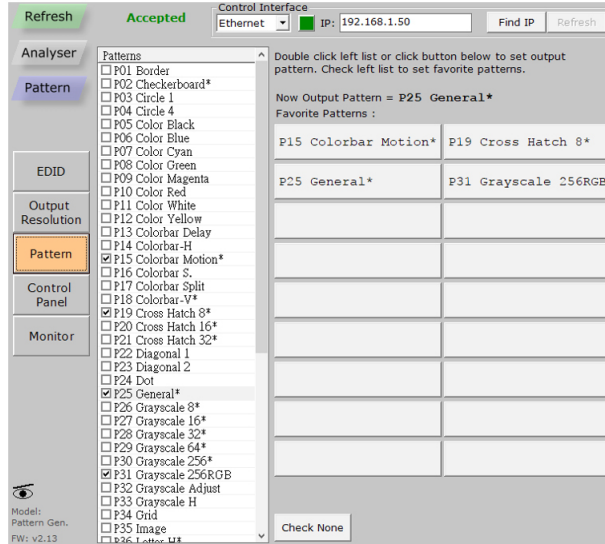 Refresh
Accepted
Control Interface
Ethernet
IP: 192.168.1.50
Find IP
Refresh
Analyser
Pattern
EDID
Output
Resolution
Pattern
Control
Panel
Monitor
Model:
Pattern Gen.
FW: v2.13
Patterns
P01 Border
P02 Checkerboard*
P03 Circle 1
P04 Circle 4
P05 Color Black
P06 Color Blue
P07 Color Cyan
P08 Color Green
P09 Color Magenta
P10 Color Red
P11 Color White
P12 Color Yellow
P13 Colorbar Delay
P14 Colorbar-H
P15 Colorbar Motion*
P16 Colorbar S.
P17 Colorbar Split
P18 Colorbar-V*
P19 Cross Hatch 8*
P20 Cross Hatch 16*
P21 Cross Hatch 32*
P22 Diagonal 1
P23 Diagonal 2
P24 Dot
P25 General*
P26 Grayscale 8*
P27 Grayscale 16*
P28 Grayscale 32*
P29 Grayscale 64*
P30 Grayscale 256*
P31 Grayscale 256RGB
P32 Grayscale Adjust
P33 Grayscale H
P34 Grid
P35 Image
P36 Letter H*
Double click left list or click button below to set output
pattern. Check left list to set favorite patterns.
Now Output Pattern = P25 General*
Favorite Patterns :
P15 Colorbar Motion*
P19 Cross Hatch 8*
P25 General*
P31 Grayscale 256RGB
Check None